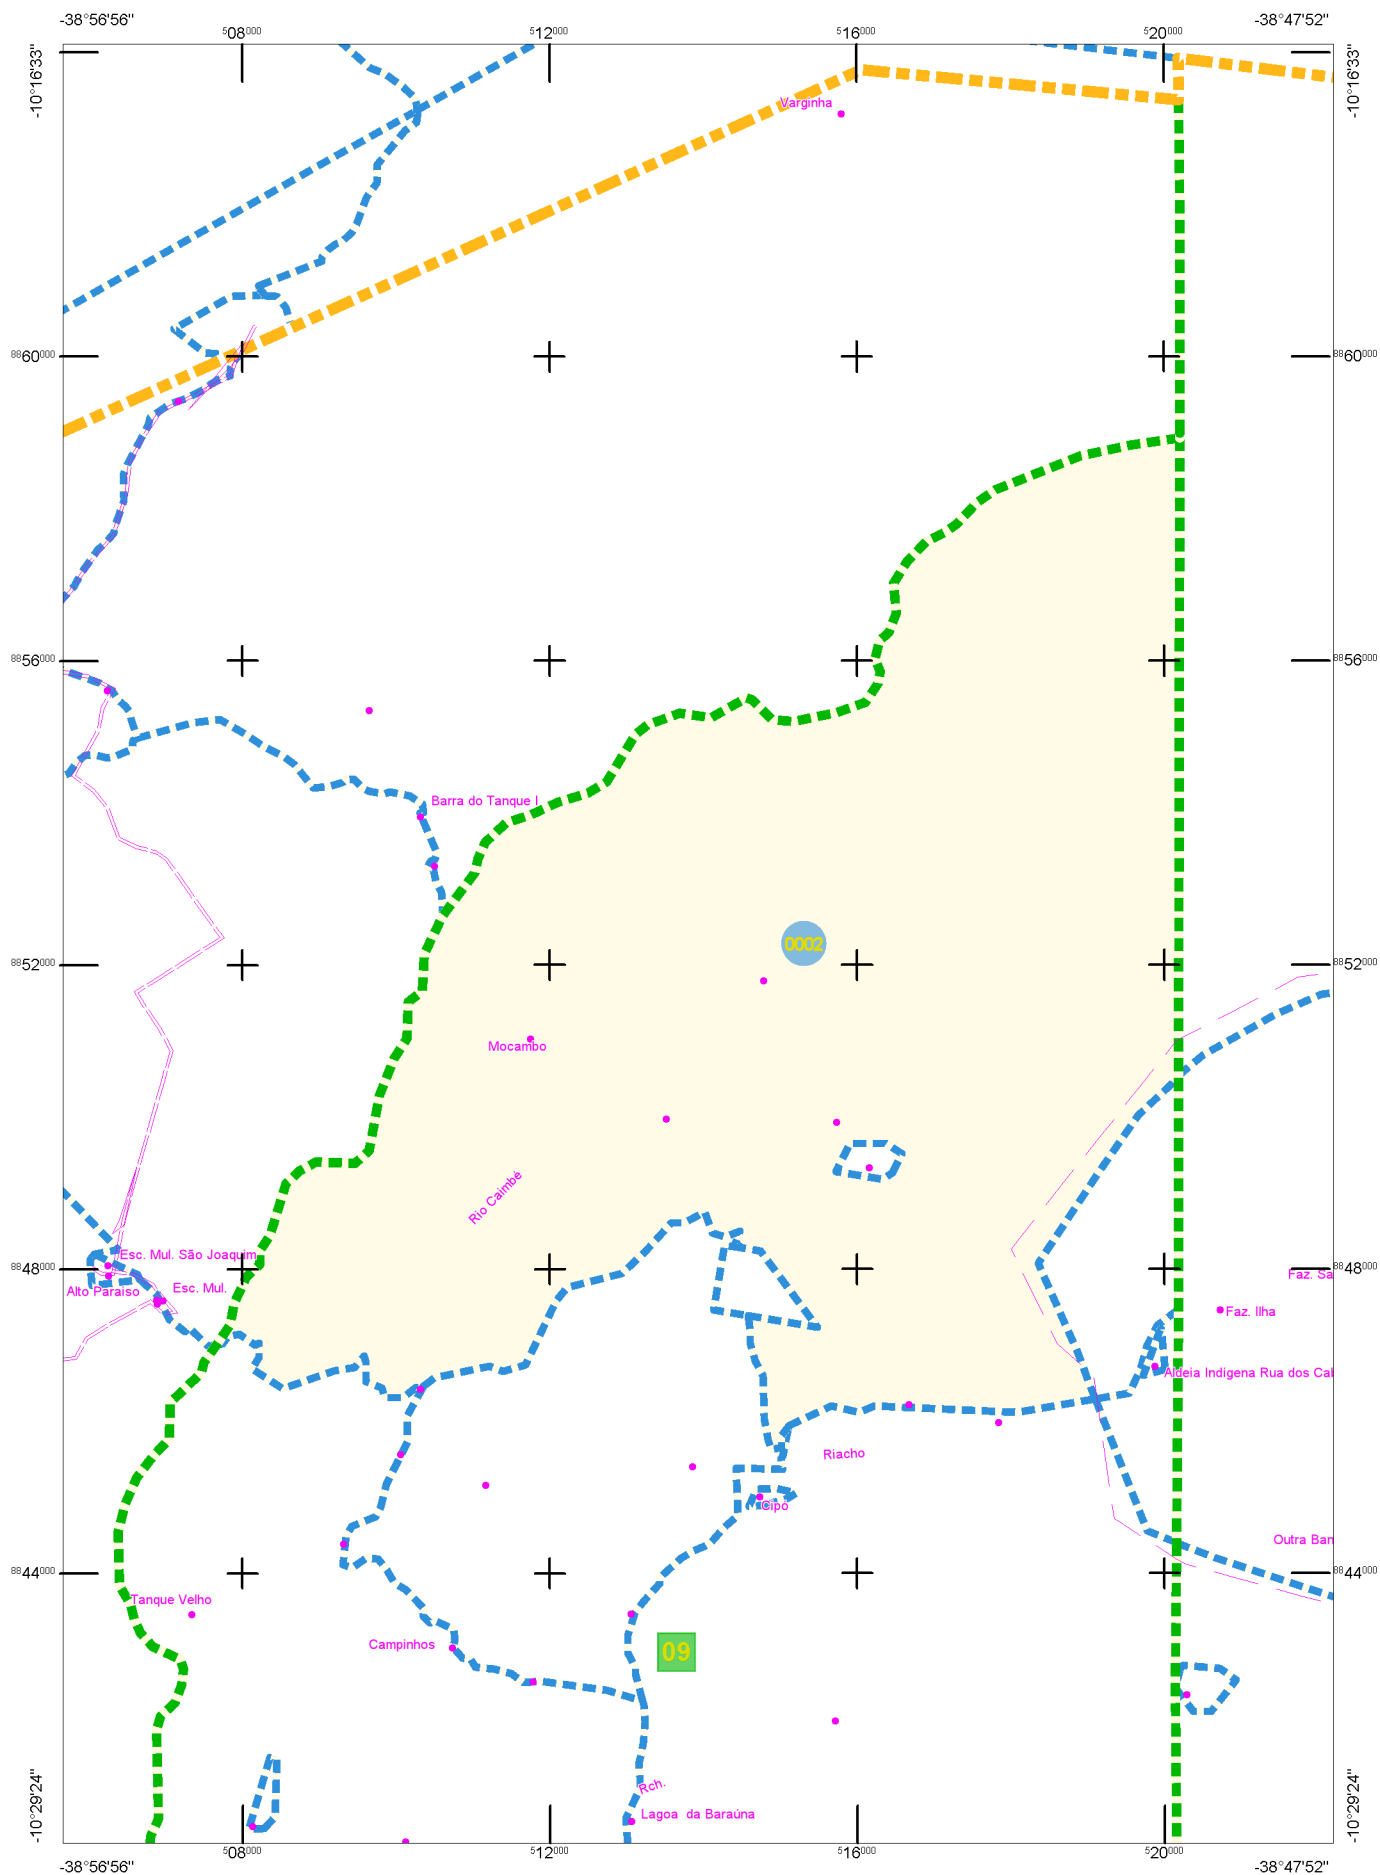 -38°56'56'' -38°47'52''
508000 512000 516000 520000
-10°16'33'' -10°16'33''
Varginha
8860000 8860000
8856000 8856000
Barra do Tanque I
0002
8852000 8852000
Mocambo
Rio Caimbé
Esc. Mul. São Joaquim
8848000 8848000
Faz. Sa
Alto Paraiso
Esc. Mul.
Faz. Ilha
Aldeia Indígena Rua dos Cab
Riacho
Cipó
Outra Ban
8844000 8844000
Tanque Velho
Campinhos
09
Rch.
Lagoa da Baraúna
-10°29'24'' -10°29'24''
508000 512000 516000 520000
-38°56'56'' -38°47'52''